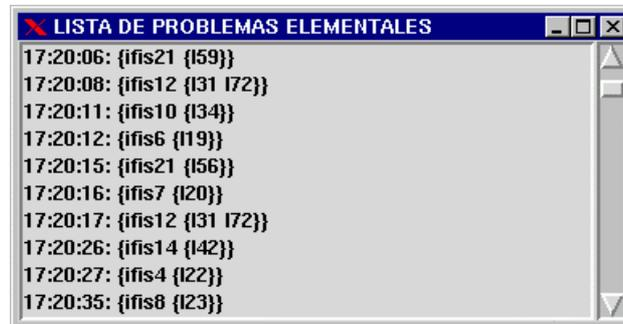 LISTA DE PROBLEMAS ELEMENTALES
17:20:06: {ifis21 {l59}}
17:20:08: {ifis12 {l31 l72}}
17:20:11: {ifis10 {l34}}
17:20:12: {ifis6 {l19}}
17:20:15: {ifis21 {l56}}
17:20:16: {ifis7 {l20}}
17:20:17: {ifis12 {l31 l72}}
17:20:26: {ifis14 {l42}}
17:20:27: {ifis4 {l22}}
17:20:35: {ifis8 {l23}}